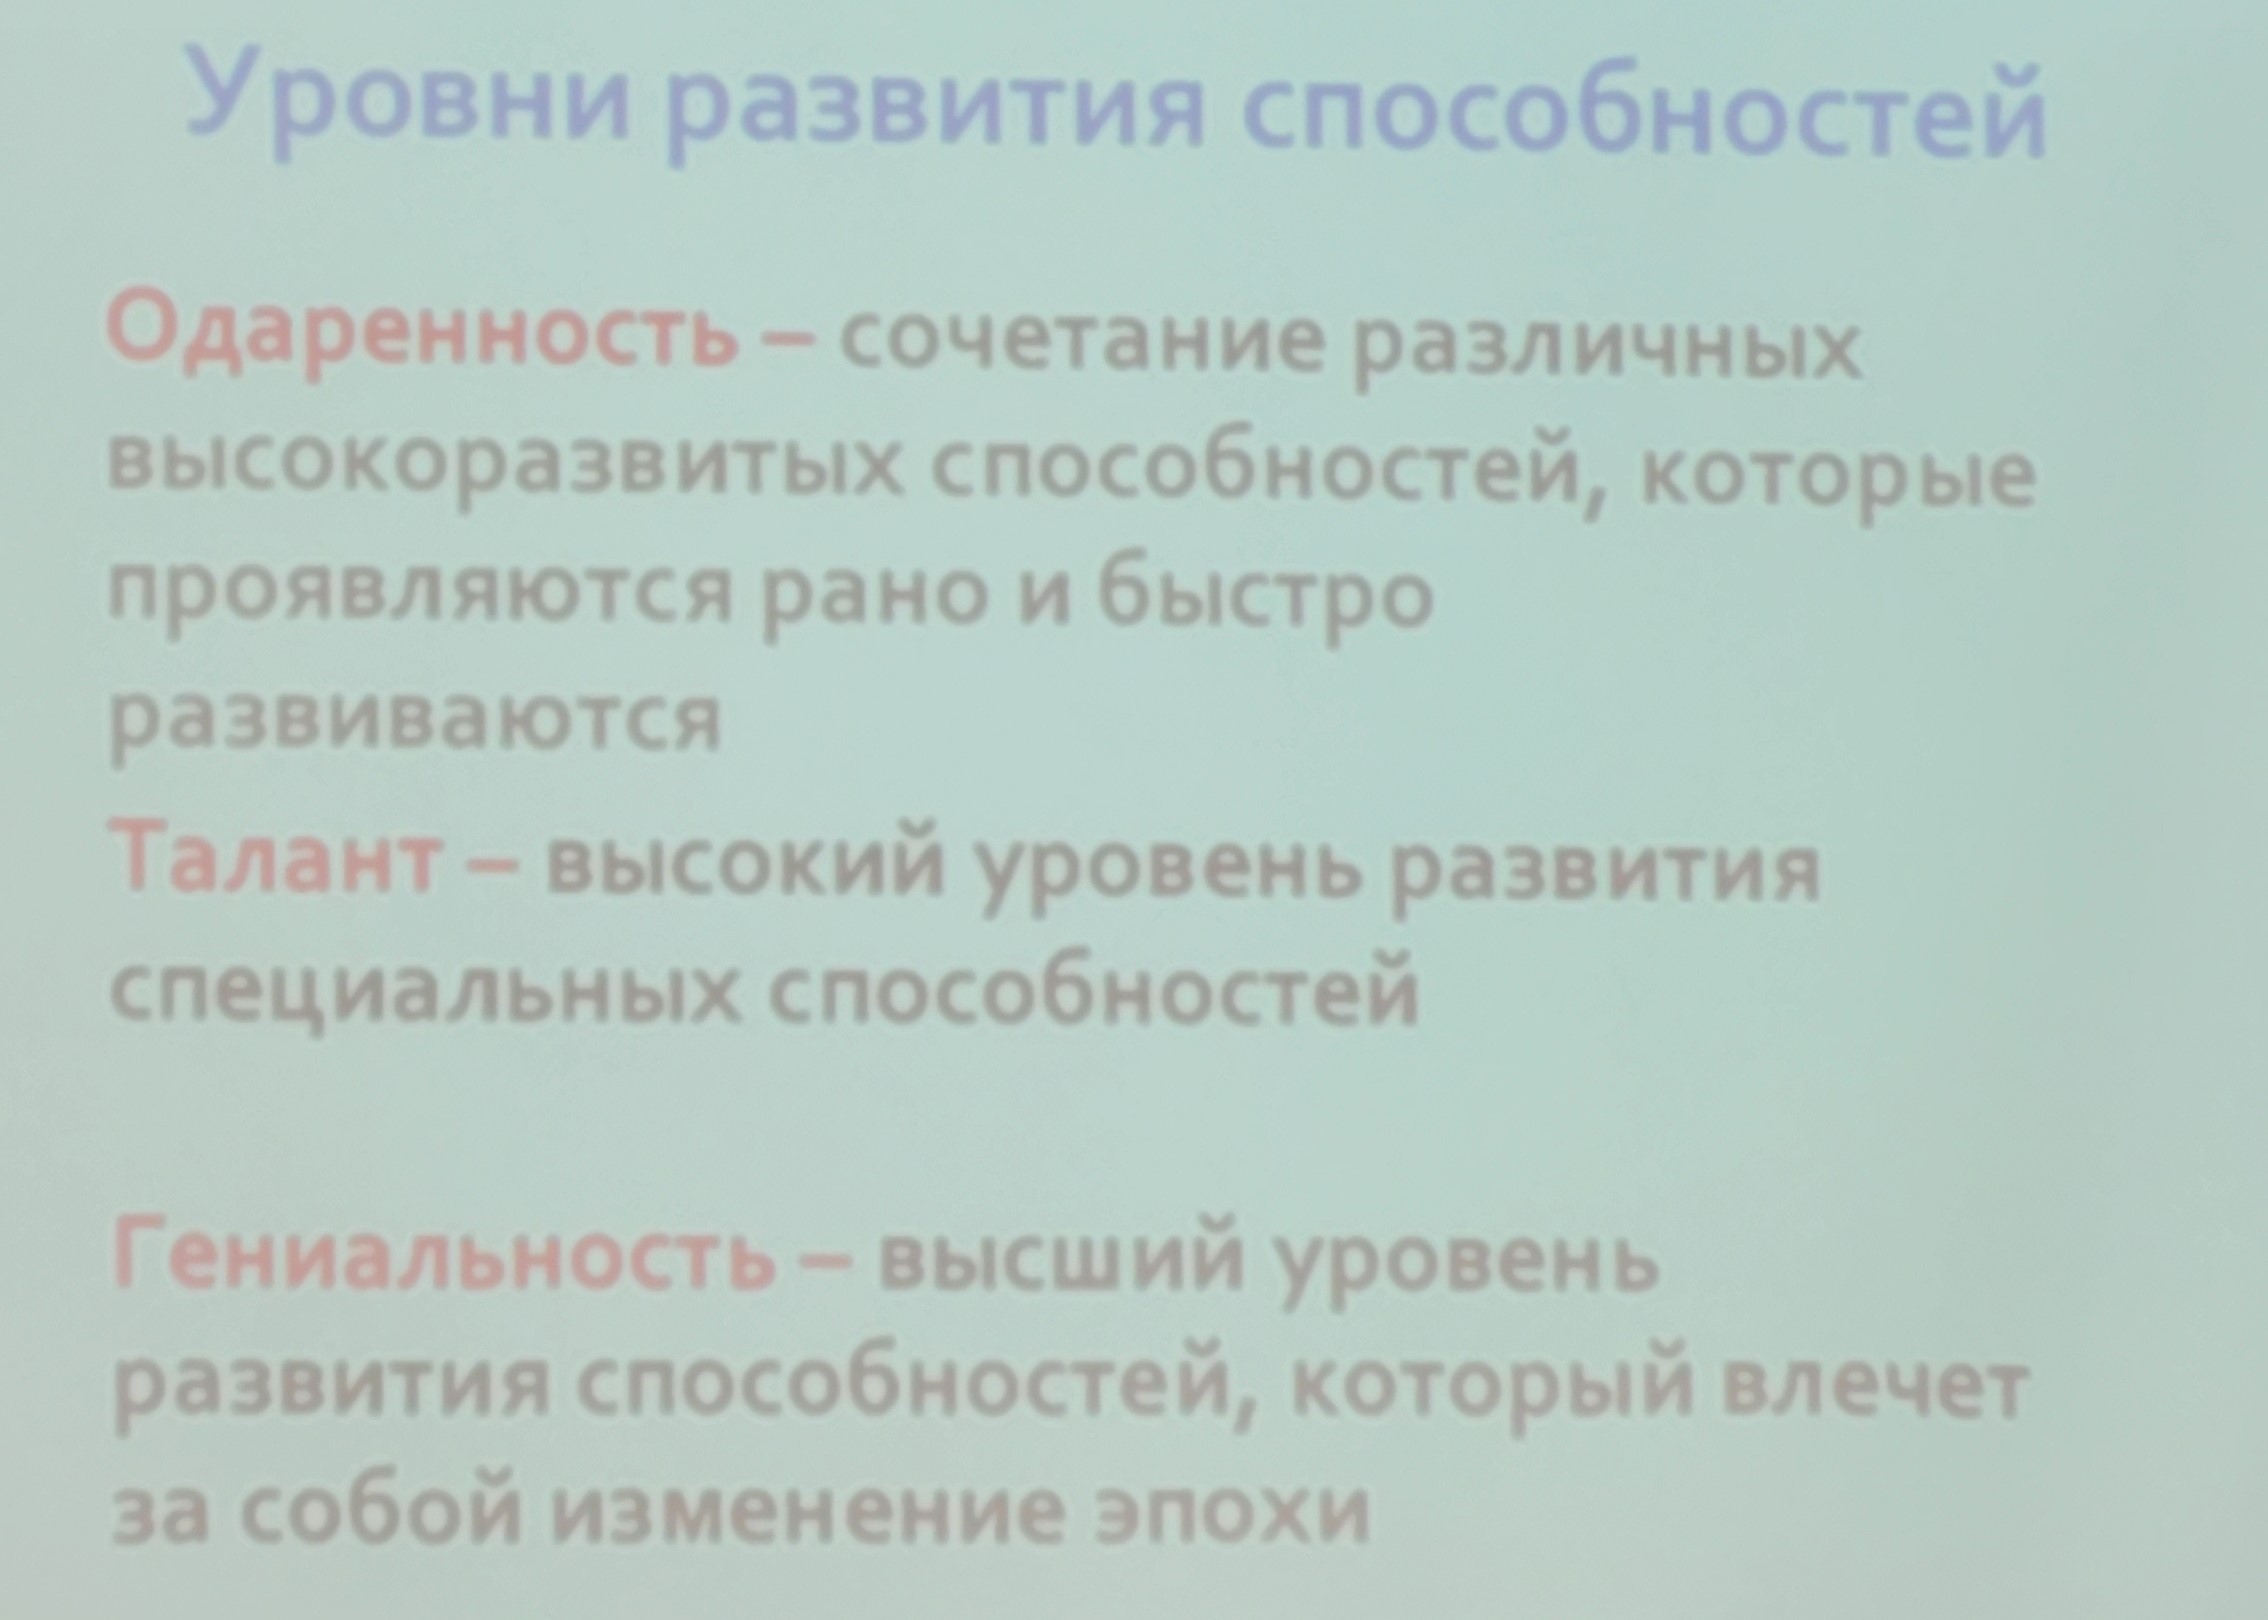 Уровни развития способностей
Одаренность – сочетание различных
высокоразвитых способностей, которые
проявляются рано и быстро
развиваются
Талант – высокий уровень развития
специальных способностей
Гениальность – высший уровень
развития способностей, который влечет
за собой изменение эпохи